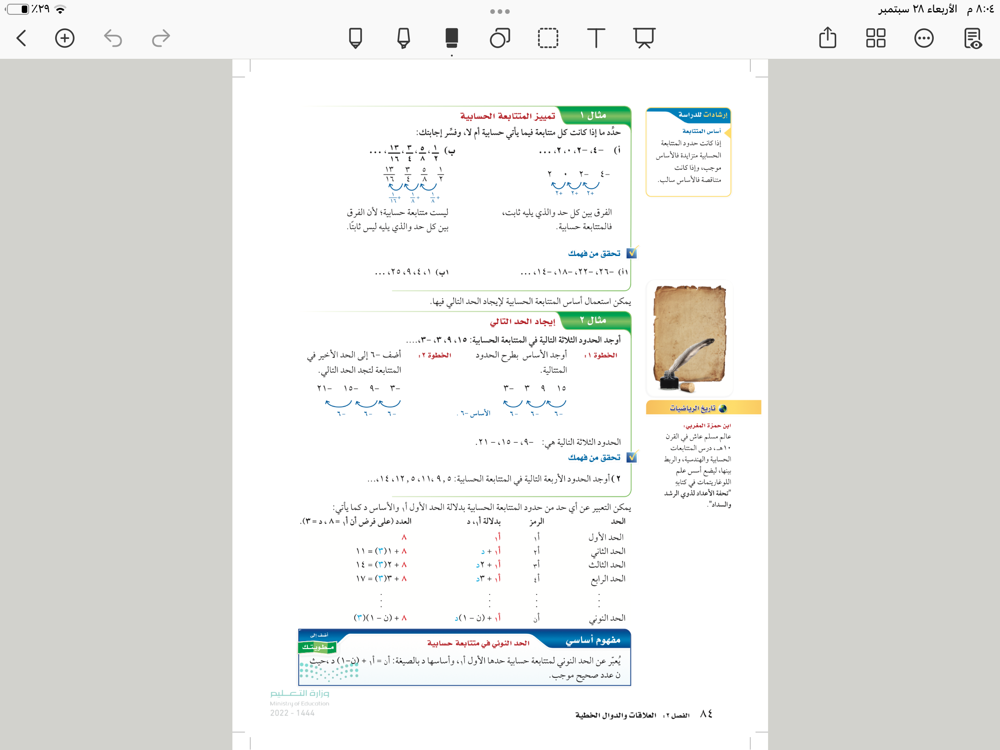 ٨:٠٤ م الأربعاء ٢٨ سبتمبر
٪٢٩
إرشادات للدراسة
أساس المتتابعة
إذا كانت حدود المتتابعة
الحسابية متزايدة فالأساس
موجب، وإذا كانت
متناقصة فالأساس سالب.
مثال ١ تمييز المتتابعة الحسابية
حدِّد ما إذا كانت كل متتابعة فيما يأتي حسابية أم لا، وفسِّر إجابتك:
أ) -٤، -٢، ٠، ٢، ...
-٤ -٢ ٠ ٢
+٢ +٢ +٢
الفرق بين كل حد والذي يليه ثابت،
فالمتتابعة حسابية.
ب) ١/٢، ٥/٨، ٣/٤، ١٣/١٦، ...
١/٢ ٥/٨ ٣/٤ ١٣/١٦
+١/٨ +١/٨ +١/١٦
ليست متتابعة حسابية؛ لأن الفرق
بين كل حد والذي يليه ليس ثابتًا.
تحقق من فهمك
١أ) -٢٦، -٢٢، -١٨، -١٤، ...
١ب) ١، ٤، ٩، ٢٥، ...
يمكن استعمال أساس المتتابعة الحسابية لإيجاد الحد التالي فيها.
مثال ٢ إيجاد الحد التالي
أوجد الحدود الثلاثة التالية في المتتابعة الحسابية: ١٥، ٩، ٣، -٣،....
الخطوة ١: أوجد الأساس بطرح الحدود
المتتالية.
١٥ ٩ ٣ -٣
-٦ -٦ -٦ الأساس -٦ .
الخطوة ٢: أضف -٦ إلى الحد الأخير في
المتتابعة لتجد الحد التالي.
-٣ -٩ -١٥ -٢١
-٦ -٦ -٦
الحدود الثلاثة التالية هي: -٩، - ١٥، - ٢١.
تحقق من فهمك
٢) أوجد الحدود الأربعة التالية في المتتابعة الحسابية: ٩,٥، ١١، ١٢,٥، ١٤،...
تاريخ الرياضيات
ابن حمزة المغربي:
عالم مسلم عاش في القرن
١٠هـ، درس المتتابعات
الحسابية والهندسية، والربط
بينها، ليضع أسس علم
اللوغاريتمات في كتابهِ
"تحفة الأعداد لذوي الرشد
والسداد".
يمكن التعبير عن أي حد من حدود المتتابعة الحسابية بدلالة الحد الأول أ١ والأساس د كما يأتي:
الحد الرمز بدلالة أ١، د العدد (على فرض أن أ١ = ٨، د = ٣).
الحد الأول أ١ أ١ ٨
الحد الثاني أ٢ أ١ + د ٨ + ١(٣) = ١١
الحد الثالث أ٣ أ١ + ٢د ٨ + ٢(٣) = ١٤
الحد الرابع أ٤ أ١ + ٣د ٨ + ٣(٣) = ١٧
الحد النوني أن أ١ + (ن - ١)د ٨ + (ن - ١)(٣)
مفهوم أساسي الحد النوني في متتابعة حسابية
أضف إلى
مـطويـتـك
يُعبّر عن الحد النوني لمتتابعة حسابية حدها الأول أ١، وأساسها د بالصيغة: أن = أ١ + (ن-١) د، حيث
ن عدد صحيح موجب.
وزارة التعـليم
Ministry of Education
2022 - 1444
٨٤ الفصل ٢: العلاقات والدوال الخطية